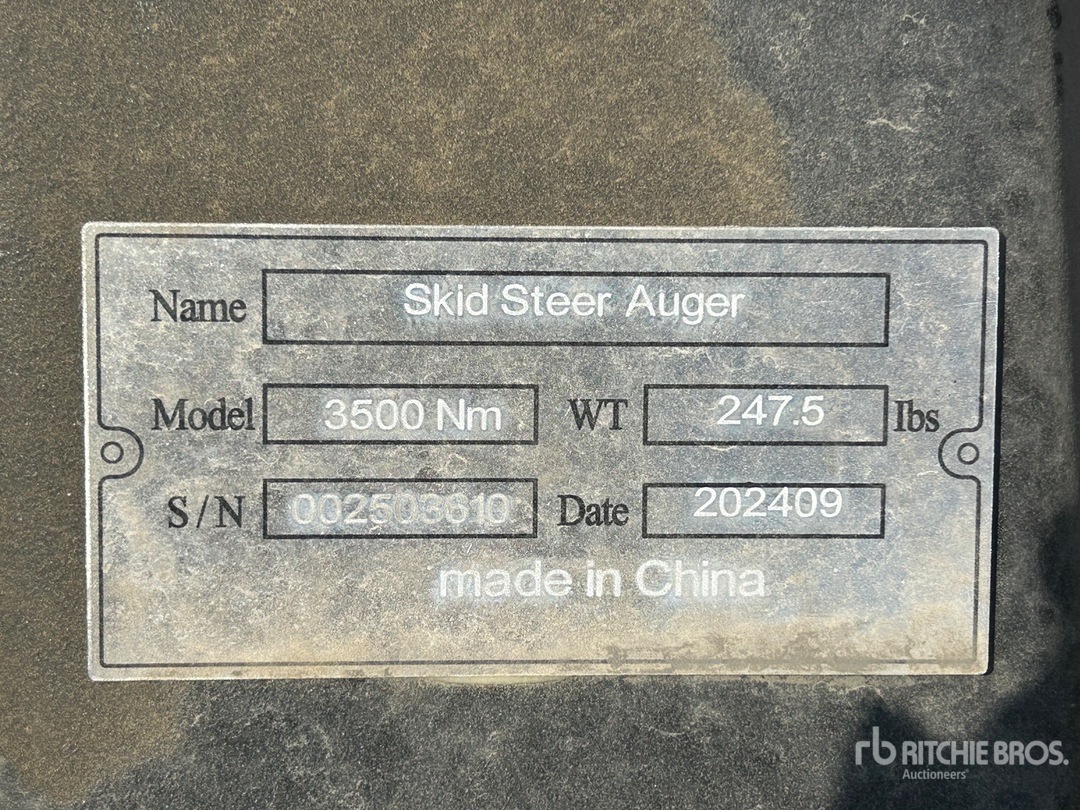 Name Skid Steer Auger
Model 3500 Nm WT 247.5 lbs
S/N 002503610 Date 202409
made in China
rb RITCHIE BROS.
Auctioneers